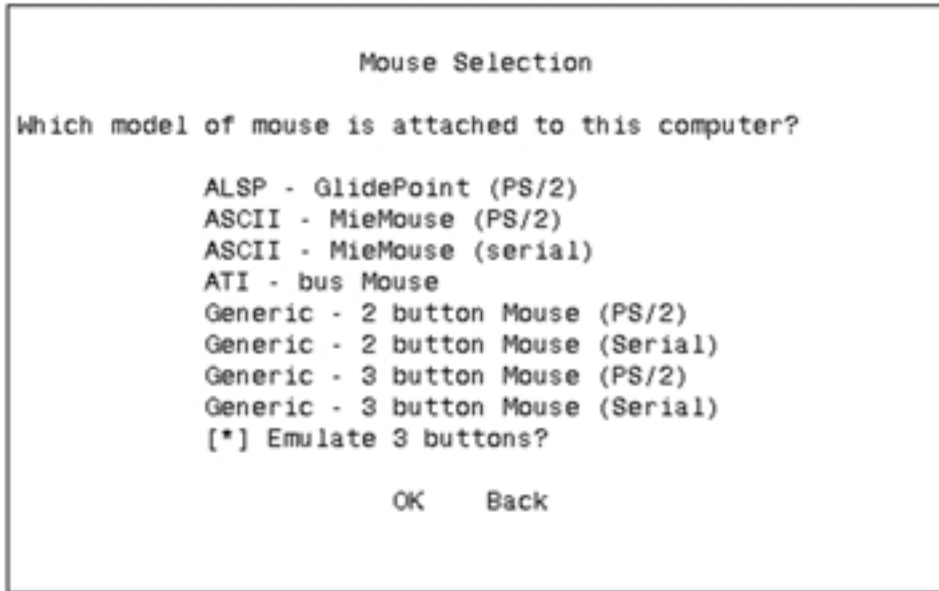 Mouse Selection
Which model of mouse is attached to this computer?
ALSP - GlidePoint (PS/2)
ASCII - MieMouse (PS/2)
ASCII - MieMouse (serial)
ATI - bus Mouse
Generic - 2 button Mouse (PS/2)
Generic - 2 button Mouse (Serial)
Generic - 3 button Mouse (PS/2)
Generic - 3 button Mouse (Serial)
[*] Emulate 3 buttons?
OK Back